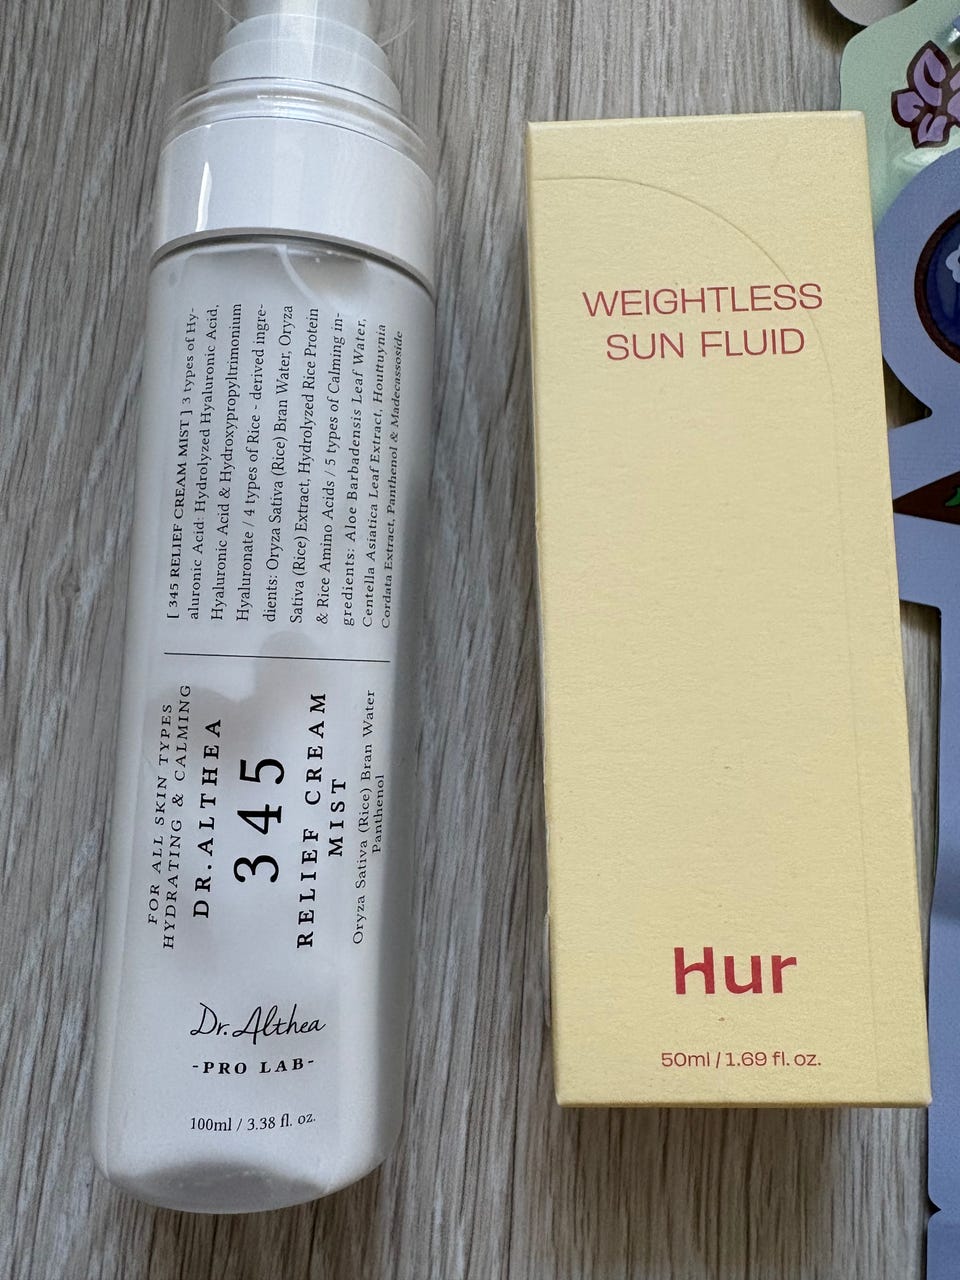 [ 345 RELIEF CREAM MIST ] 3 types of Hy-
aluronic Acid: Hydrolyzed Hyaluronic Acid,
Hyaluronic Acid & Hydroxypropyltrimonium
Hyaluronate / 4 types of Rice - derived ingre-
dients: Oryza Sativa (Rice) Bran Water, Oryza
Sativa (Rice) Extract, Hydrolyzed Rice Protein
& Rice Amino Acids / 5 types of Calming in-
gredients: Aloe Barbadensis Leaf Water,
Centella Asiatica Leaf Extract, Houttuynia
Cordata Extract, Panthenol & Madecassoside
FOR ALL SKIN TYPES
HYDRATING & CALMING
DR.ALTHEA
345
RELIEF CREAM
MIST
Oryza Sativa (Rice) Bran Water
Panthenol
Dr.Althea
-PRO LAB-
100ml / 3.38 fl. oz.
WEIGHTLESS
SUN FLUID
Hur
50ml / 1.69 fl. oz.